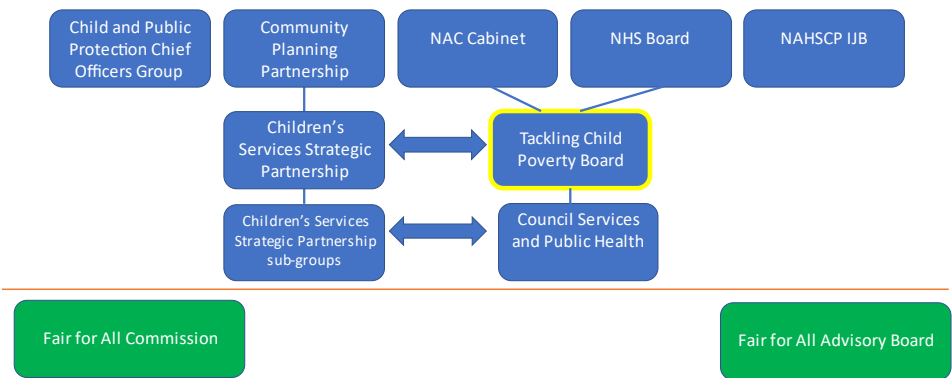 Child and Public
Protection Chief
Officers Group
Community
Planning
Partnership
NAC Cabinet
NHS Board
NAHSCP IJB
Children’s
Services Strategic
Partnership
Tackling Child
Poverty Board
Children’s Services
Strategic Partnership
sub-groups
Council Services
and Public Health
Fair for All Commission
Fair for All Advisory Board